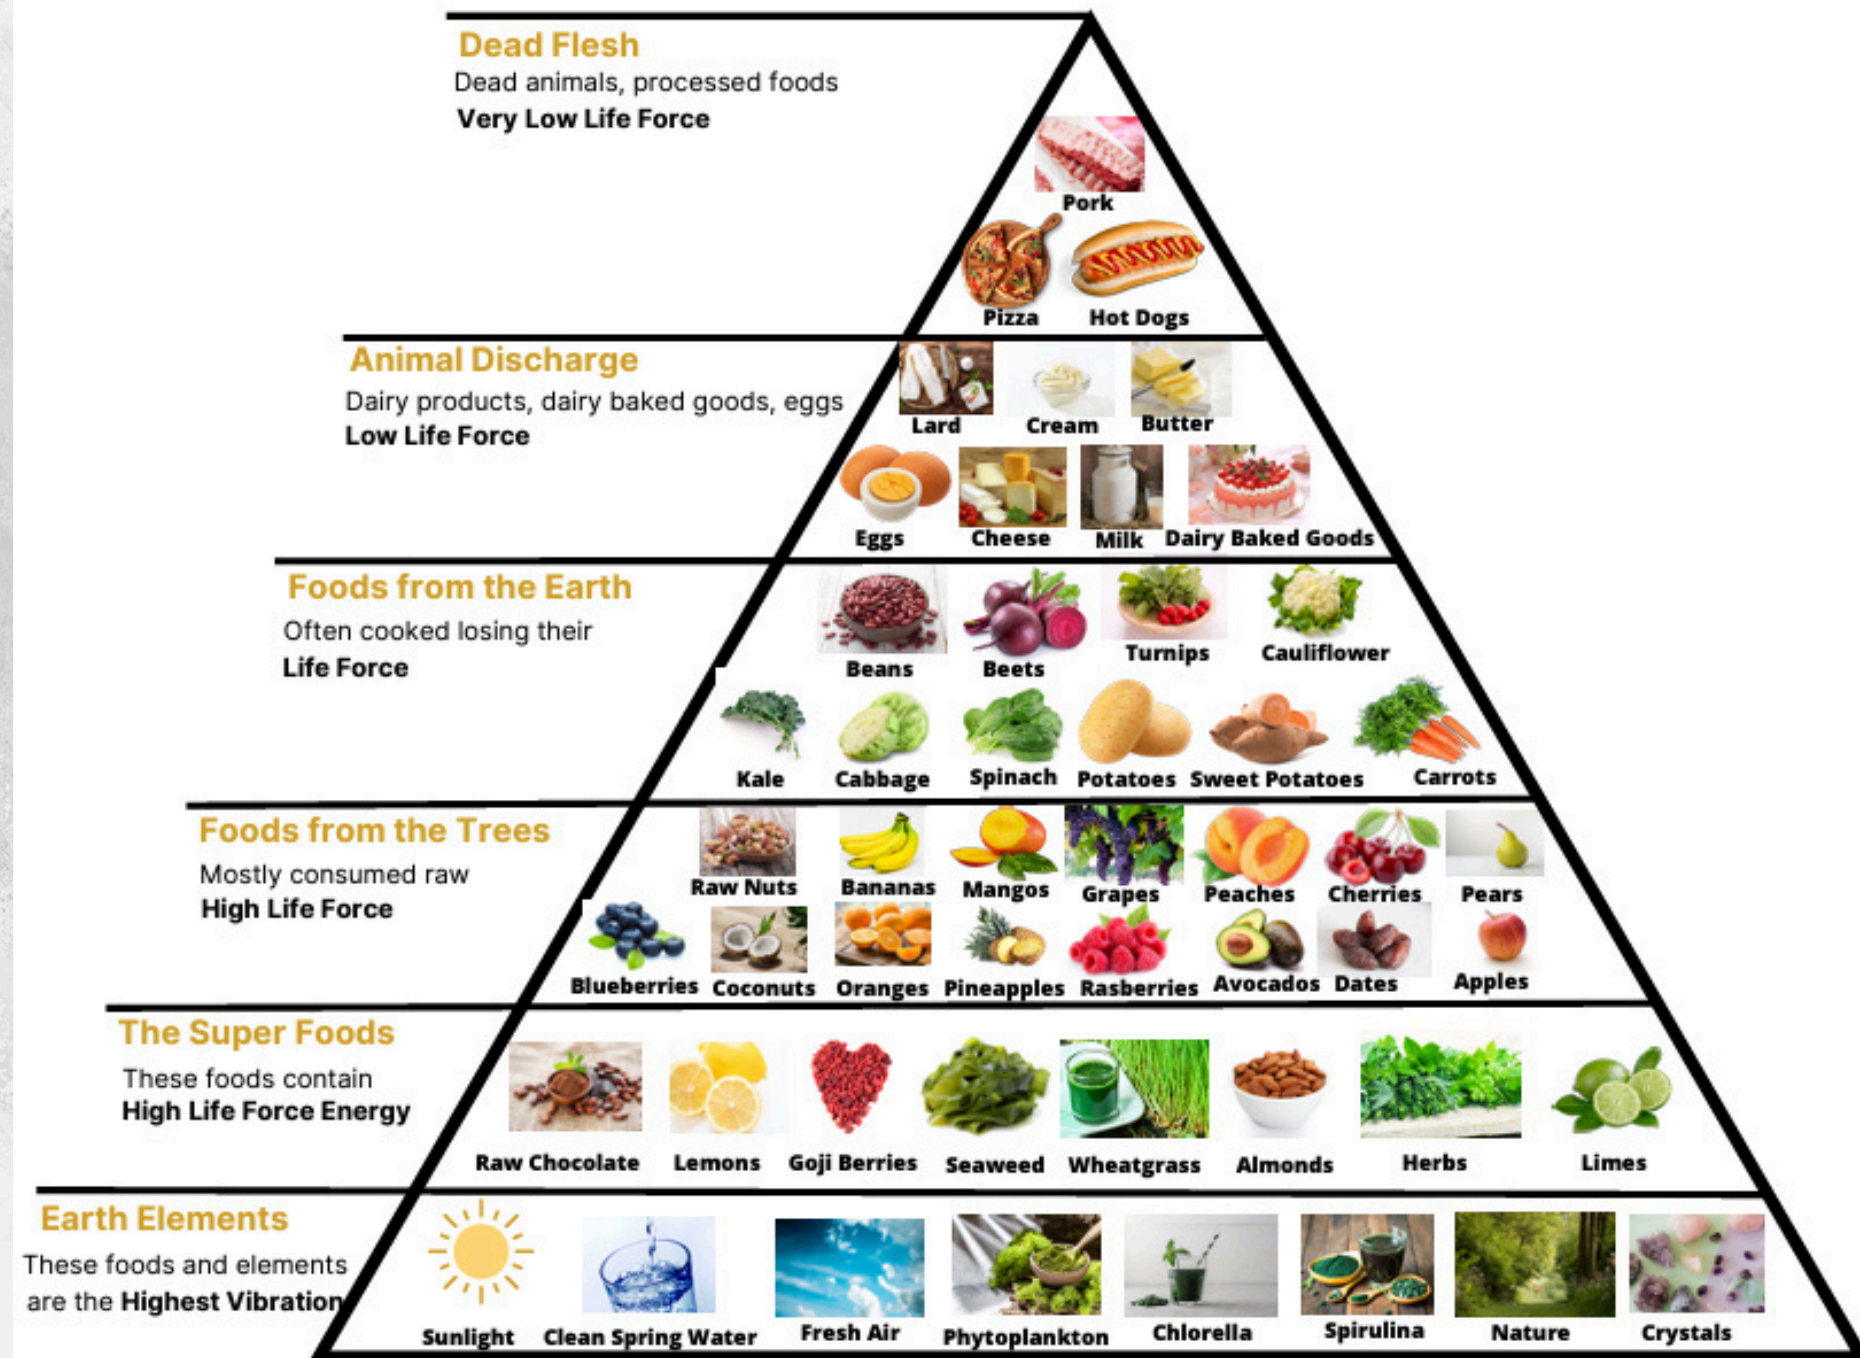 Dead Flesh
Dead animals, processed foods
Very Low Life Force
Pork
Pizza Hot Dogs
Animal Discharge
Dairy products, dairy baked goods, eggs
Low Life Force
Lard Cream Butter
Eggs Cheese Milk Dairy Baked Goods
Foods from the Earth
Often cooked losing their
Life Force
Beans Beets Turnips Cauliflower
Kale Cabbage Spinach Potatoes Sweet Potatoes Carrots
Foods from the Trees
Mostly consumed raw
High Life Force
Raw Nuts Bananas Mangos Grapes Peaches Cherries Pears
Blueberries Coconuts Oranges Pineapples Rasberries Avocados Dates Apples
The Super Foods
These foods contain
High Life Force Energy
Raw Chocolate Lemons Goji Berries Seaweed Wheatgrass Almonds Herbs Limes
Earth Elements
These foods and elements
are the Highest Vibration
Sunlight Clean Spring Water Fresh Air Phytoplankton Chlorella Spirulina Nature Crystals